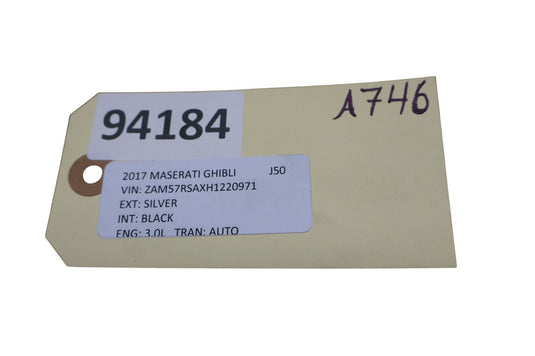 A746
94184
2017 MASERATI GHIBLI J50
VIN: ZAM57RSAXH1220971
EXT: SILVER
INT: BLACK
ENG: 3.0L TRAN: AUTO